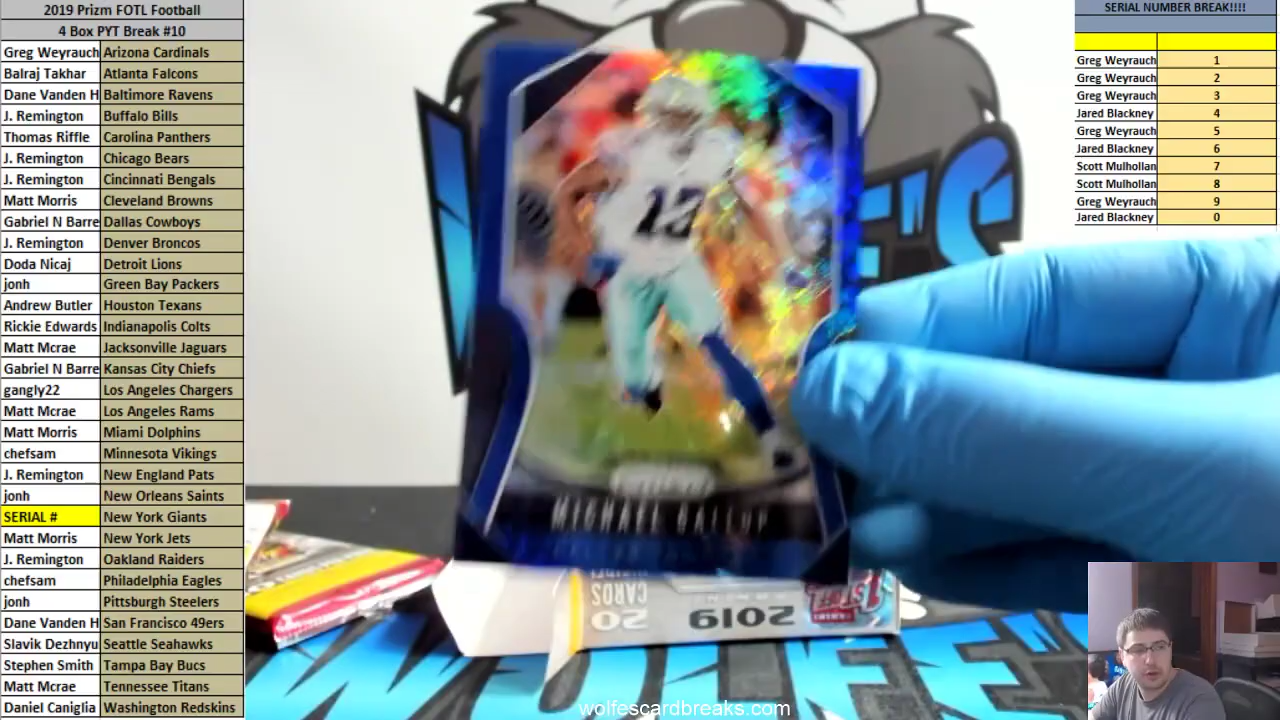 2019 Prizm FOTL Football
4 Box PYT Break #10
Greg Weyrauch Arizona Cardinals
Balraj Takhar Atlanta Falcons
Dane Vanden H Baltimore Ravens
J. Remington Buffalo Bills
Thomas Riffle Carolina Panthers
J. Remington Chicago Bears
J. Remington Cincinnati Bengals
Matt Morris Cleveland Browns
Gabriel N Barre Dallas Cowboys
J. Remington Denver Broncos
Doda Nicaj Detroit Lions
jonh Green Bay Packers
Andrew Butler Houston Texans
Rickie Edwards Indianapolis Colts
Matt Mcrae Jacksonville Jaguars
Gabriel N Barre Kansas City Chiefs
gangly22 Los Angeles Chargers
Matt Mcrae Los Angeles Rams
Matt Morris Miami Dolphins
chefsam Minnesota Vikings
J. Remington New England Pats
jonh New Orleans Saints
SERIAL # New York Giants
Matt Morris New York Jets
J. Remington Oakland Raiders
chefsam Philadelphia Eagles
jonh Pittsburgh Steelers
Dane Vanden H San Francisco 49ers
Slavik Dezhnyu Seattle Seahawks
Stephen Smith Tampa Bay Bucs
Matt Mcrae Tennessee Titans
Daniel Caniglia Washington Redskins
SERIAL NUMBER BREAK!!!!
Greg Weyrauch 1
Greg Weyrauch 2
Greg Weyrauch 3
Jared Blackney 4
Greg Weyrauch 5
Jared Blackney 6
Scott Mulhollan 7
Scott Mulhollan 8
Greg Weyrauch 9
Jared Blackney 0
13
MICHAEL GALLUP
20 CARDS
2019
1ST OFF
WOLFE'S
wolfescardbreaks.com